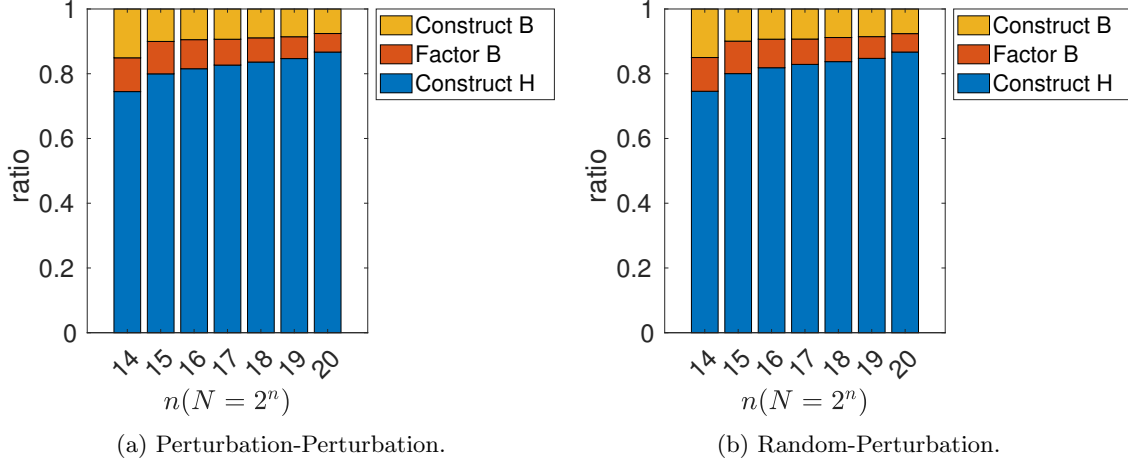 1
0.8
0.6
0.4
0.2
0
ratio
14 15 16 17 18 19 20
n(N = 2ⁿ)
Construct B
Factor B
Construct H
(a) Perturbation-Perturbation.
1
0.8
0.6
0.4
0.2
0
ratio
14 15 16 17 18 19 20
n(N = 2ⁿ)
Construct B
Factor B
Construct H
(b) Random-Perturbation.